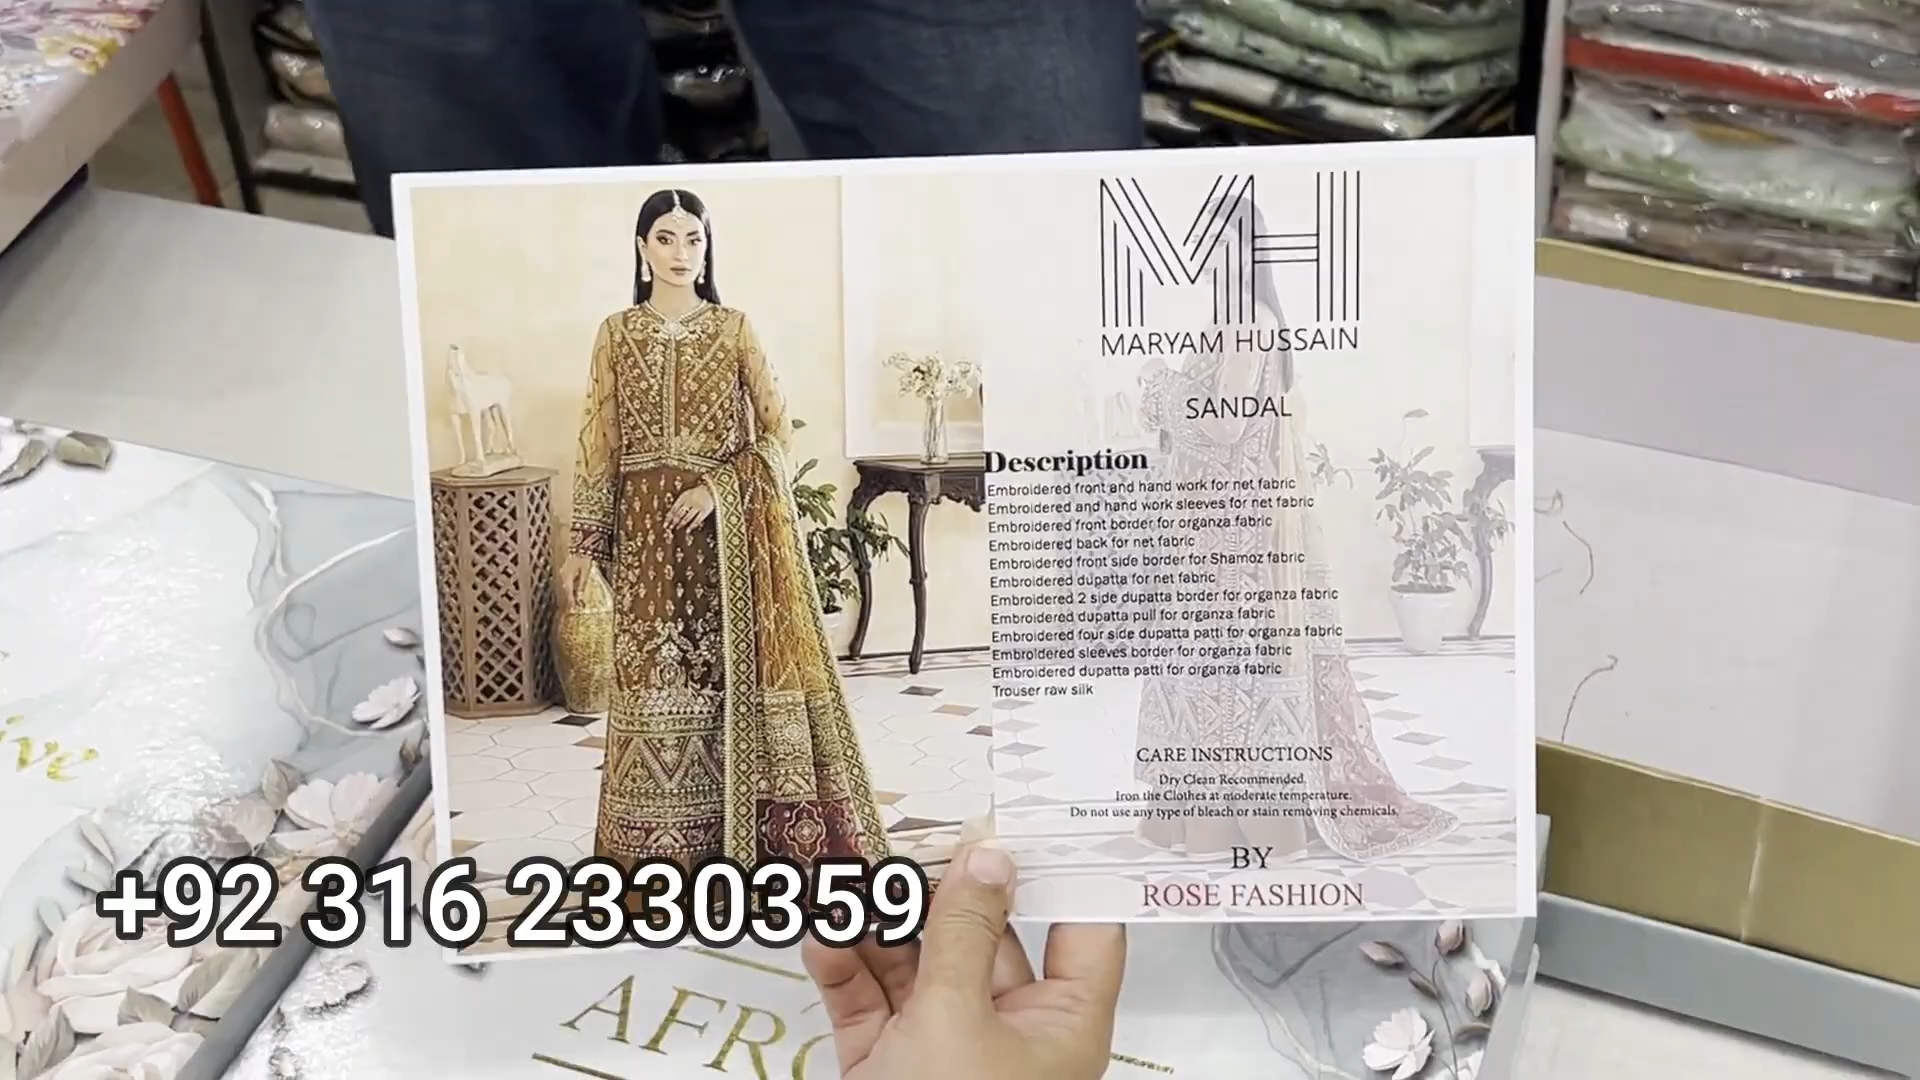 MH
MARYAM HUSSAIN
SANDAL
Description
Embroidered front and hand work for net fabric
Embroidered and hand work sleeves for net fabric
Embroidered front border for organza fabric
Embroidered back for net fabric
Embroidered front side border for Shamoz fabric
Embroidered dupatta for net fabric
Embroidered 2 side dupatta border for organza fabric
Embroidered dupatta pull for organza fabric
Embroidered four side dupatta patti for organza fabric
Embroidered sleeves border for organza fabric
Embroidered dupatta patti for organza fabric
Trouser raw silk
CARE INSTRUCTIONS
Dry Clean Recommended.
Iron the Clothes at moderate temperature.
Do not use any type of bleach or stain removing chemicals.
BY
ROSE FASHION
+92 316 2330359